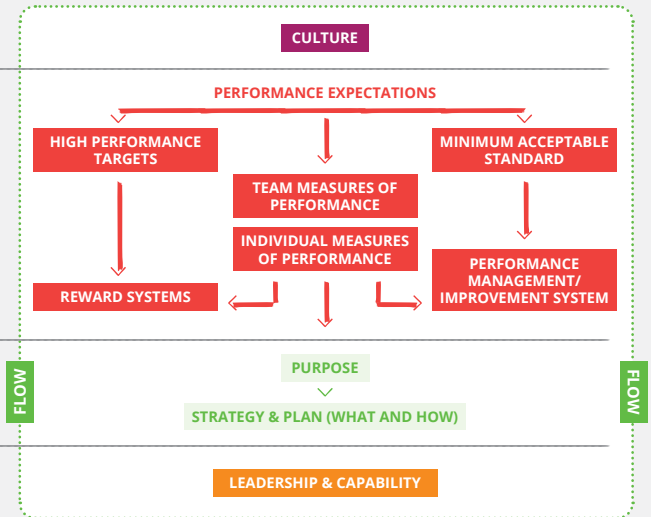 CULTURE
PERFORMANCE EXPECTATIONS
HIGH PERFORMANCE
TARGETS
MINIMUM ACCEPTABLE
STANDARD
TEAM MEASURES OF
PERFORMANCE
INDIVIDUAL MEASURES
OF PERFORMANCE
REWARD SYSTEMS
PERFORMANCE
MANAGEMENT/
IMPROVEMENT SYSTEM
FLOW
PURPOSE
STRATEGY & PLAN (WHAT AND HOW)
FLOW
LEADERSHIP & CAPABILITY